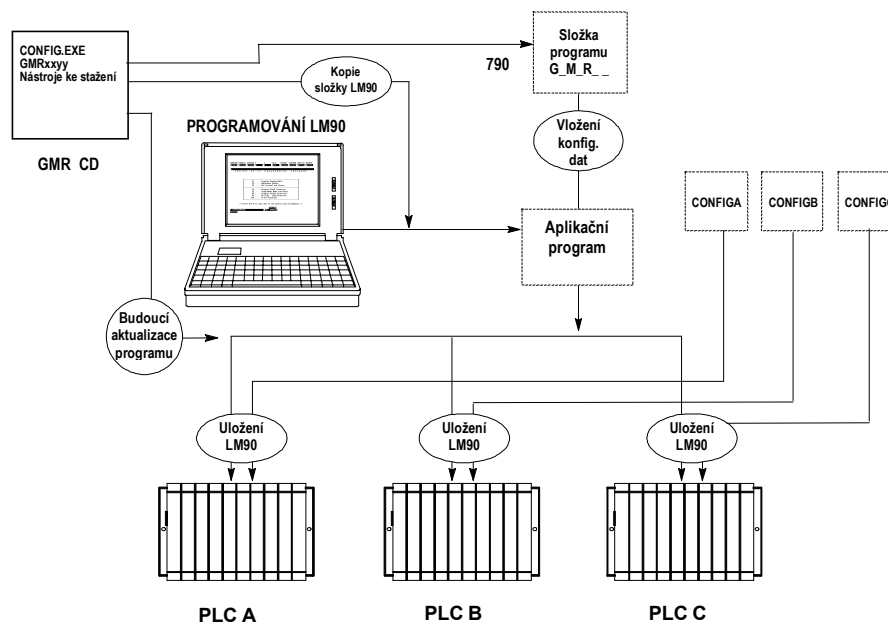 CONFIG.EXE
GMRxxyy
Nástroje ke stažení
GMR CD
Kopie
složky LM90
790
Složka
programu
G_M_R_ _
PROGRAMOVÁNÍ LM90
Vložení
konfig.
dat
Aplikační
program
CONFIGA
CONFIGB
CONFIGC
Budoucí
aktualizace
programu
Uložení
LM90
Uložení
LM90
Uložení
LM90
PLC A
PLC B
PLC C